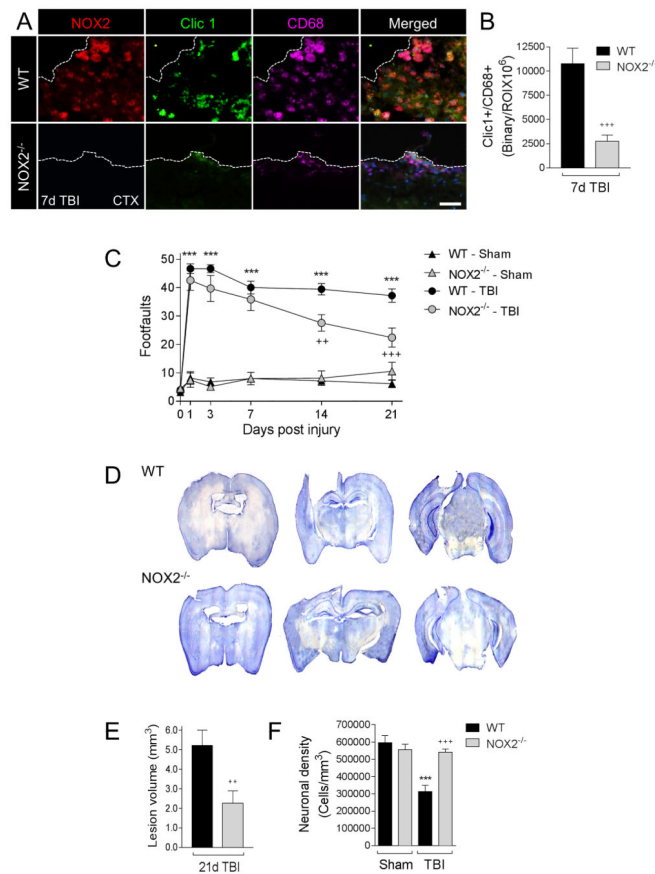 A
NOX2
Clic 1
CD68
Merged
WT
NOX2-/-
7d TBI
CTX
B
Clic1+/CD68+
(Binary/ROIX10⁶)
12500
10000
7500
5000
2500
0
+++
7d TBI
WT
NOX2-/-
C
Footfaults
50
40
30
20
10
0
*** *** *** *** ***
++
+++
0 1 3 7 14 21
Days post injury
WT - Sham
NOX2-/- - Sham
WT - TBI
NOX2-/- - TBI
D
WT
NOX2-/-
E
Lesion volume (mm³)
6.0
5.0
4.0
3.0
2.0
1.0
0
++
21d TBI
F
Neuronal density
(Cells/mm³)
700000
600000
500000
400000
300000
200000
100000
0
***
+++
Sham TBI
WT
NOX2-/-